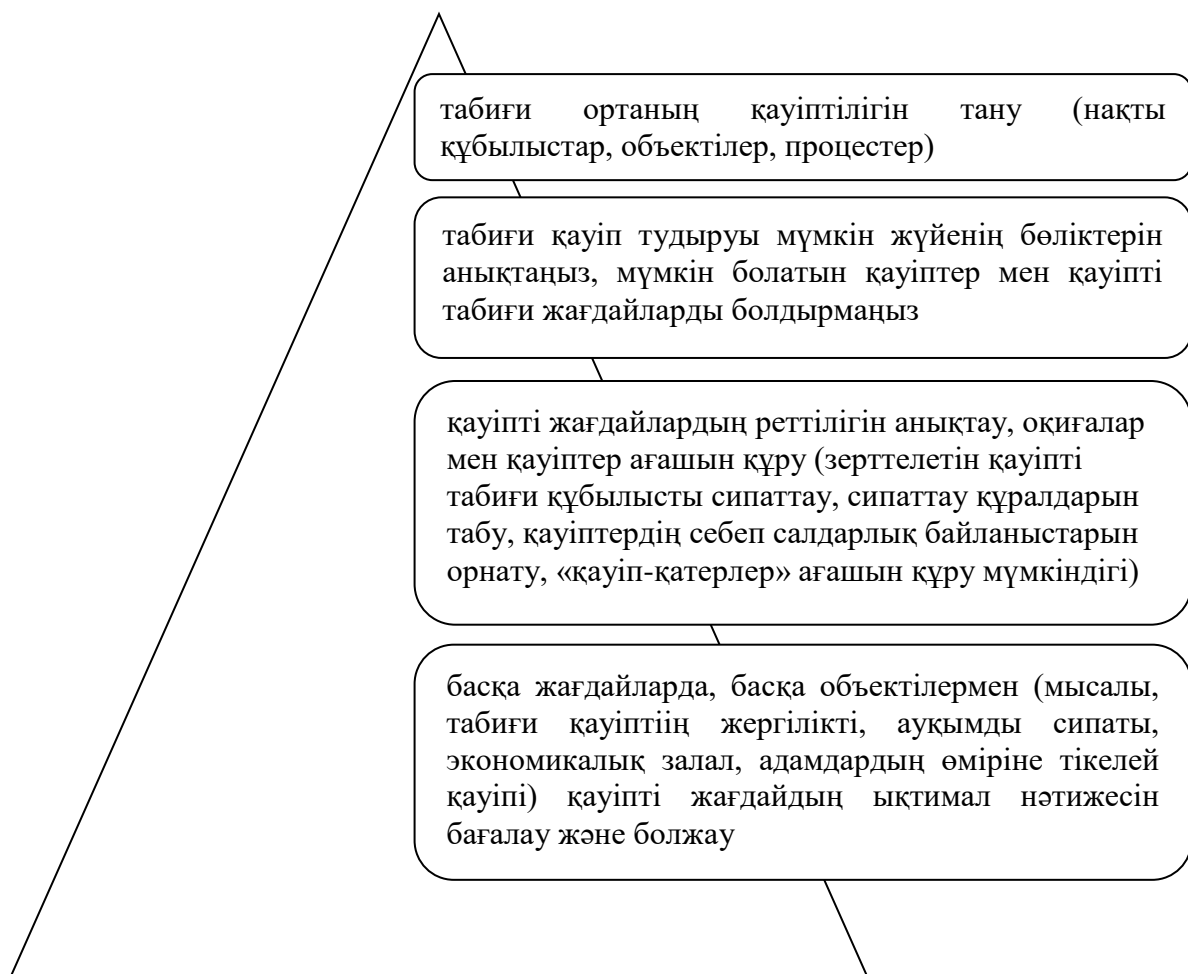 табиғи ортаның қауіптілігін тану (нақты
құбылыстар, объектілер, процестер)
табиғи қауіп тудыруы мүмкін жүйенің бөліктерін
анықтаңыз, мүмкін болатын қауіптер мен қауіпті
табиғи жағдайларды болдырмаңыз
қауіпті жағдайлардың реттілігін анықтау, оқиғалар
мен қауіптер ағашын құру (зерттелетін қауіпті
табиғи құбылысты сипаттау, сипаттау құралдарын
табу, қауіптердің себеп салдарлық байланыстарын
орнату, «қауіп-қатерлер» ағашын құру мүмкіндігі)
басқа жағдайларда, басқа объектілермен (мысалы,
табиғи қауіптіің жергілікті, ауқымды сипаты,
экономикалық залал, адамдардың өміріне тікелей
қауіпі) қауіпті жағдайдың ықтимал нәтижесін
бағалау және болжау